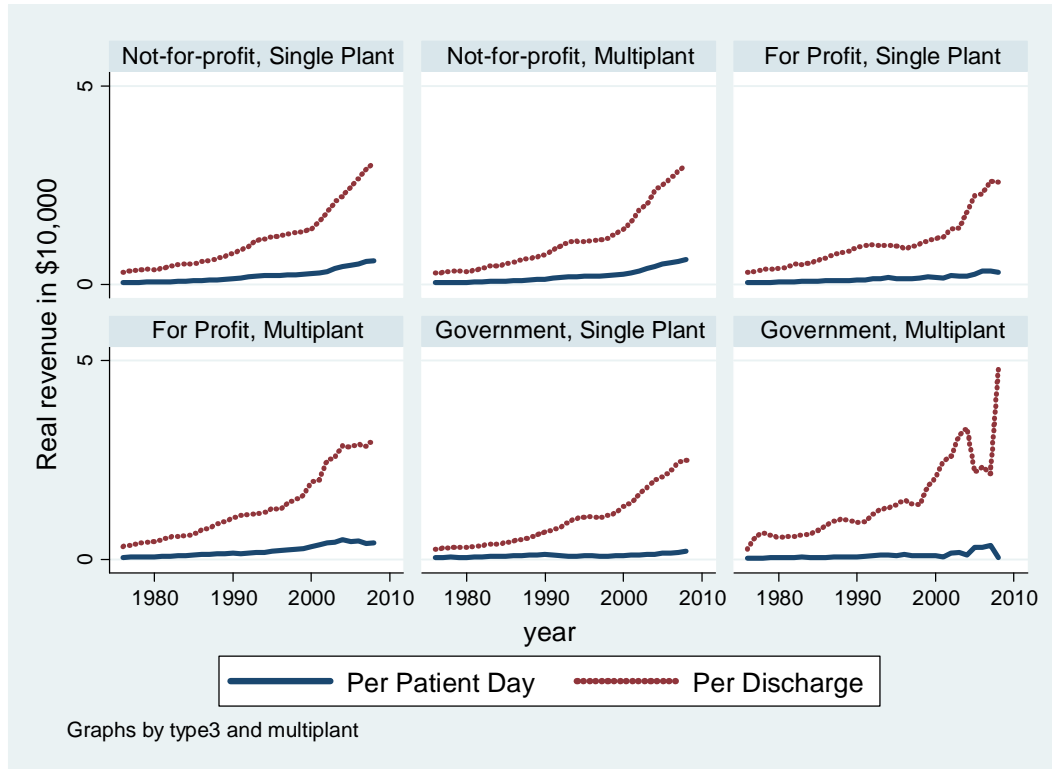 Not-for-profit, Single Plant
Not-for-profit, Multiplant
For Profit, Single Plant
5
0
For Profit, Multiplant
Government, Single Plant
Government, Multiplant
5
0
Real revenue in $10,000
1980 1990 2000 2010
1980 1990 2000 2010
1980 1990 2000 2010
year
Per Patient Day
Per Discharge
Graphs by type3 and multiplant